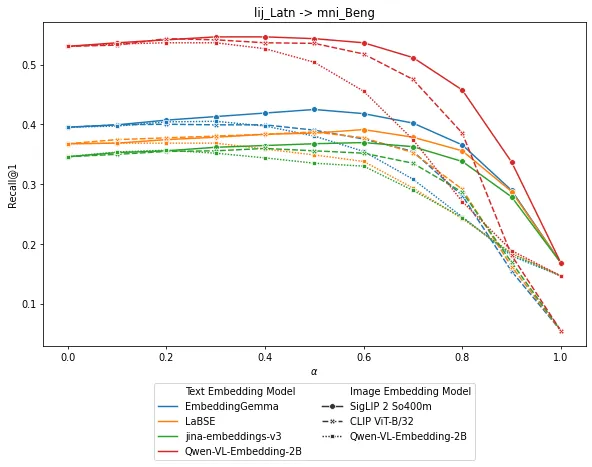 lij_Latn -> mni_Beng
Recall@1
0.5
0.4
0.3
0.2
0.1
0.0
0.2
0.4
0.6
0.8
1.0
α
Text Embedding Model
EmbeddingGemma
LaBSE
jina-embeddings-v3
Qwen-VL-Embedding-2B
Image Embedding Model
SigLIP 2 So400m
CLIP ViT-B/32
Qwen-VL-Embedding-2B